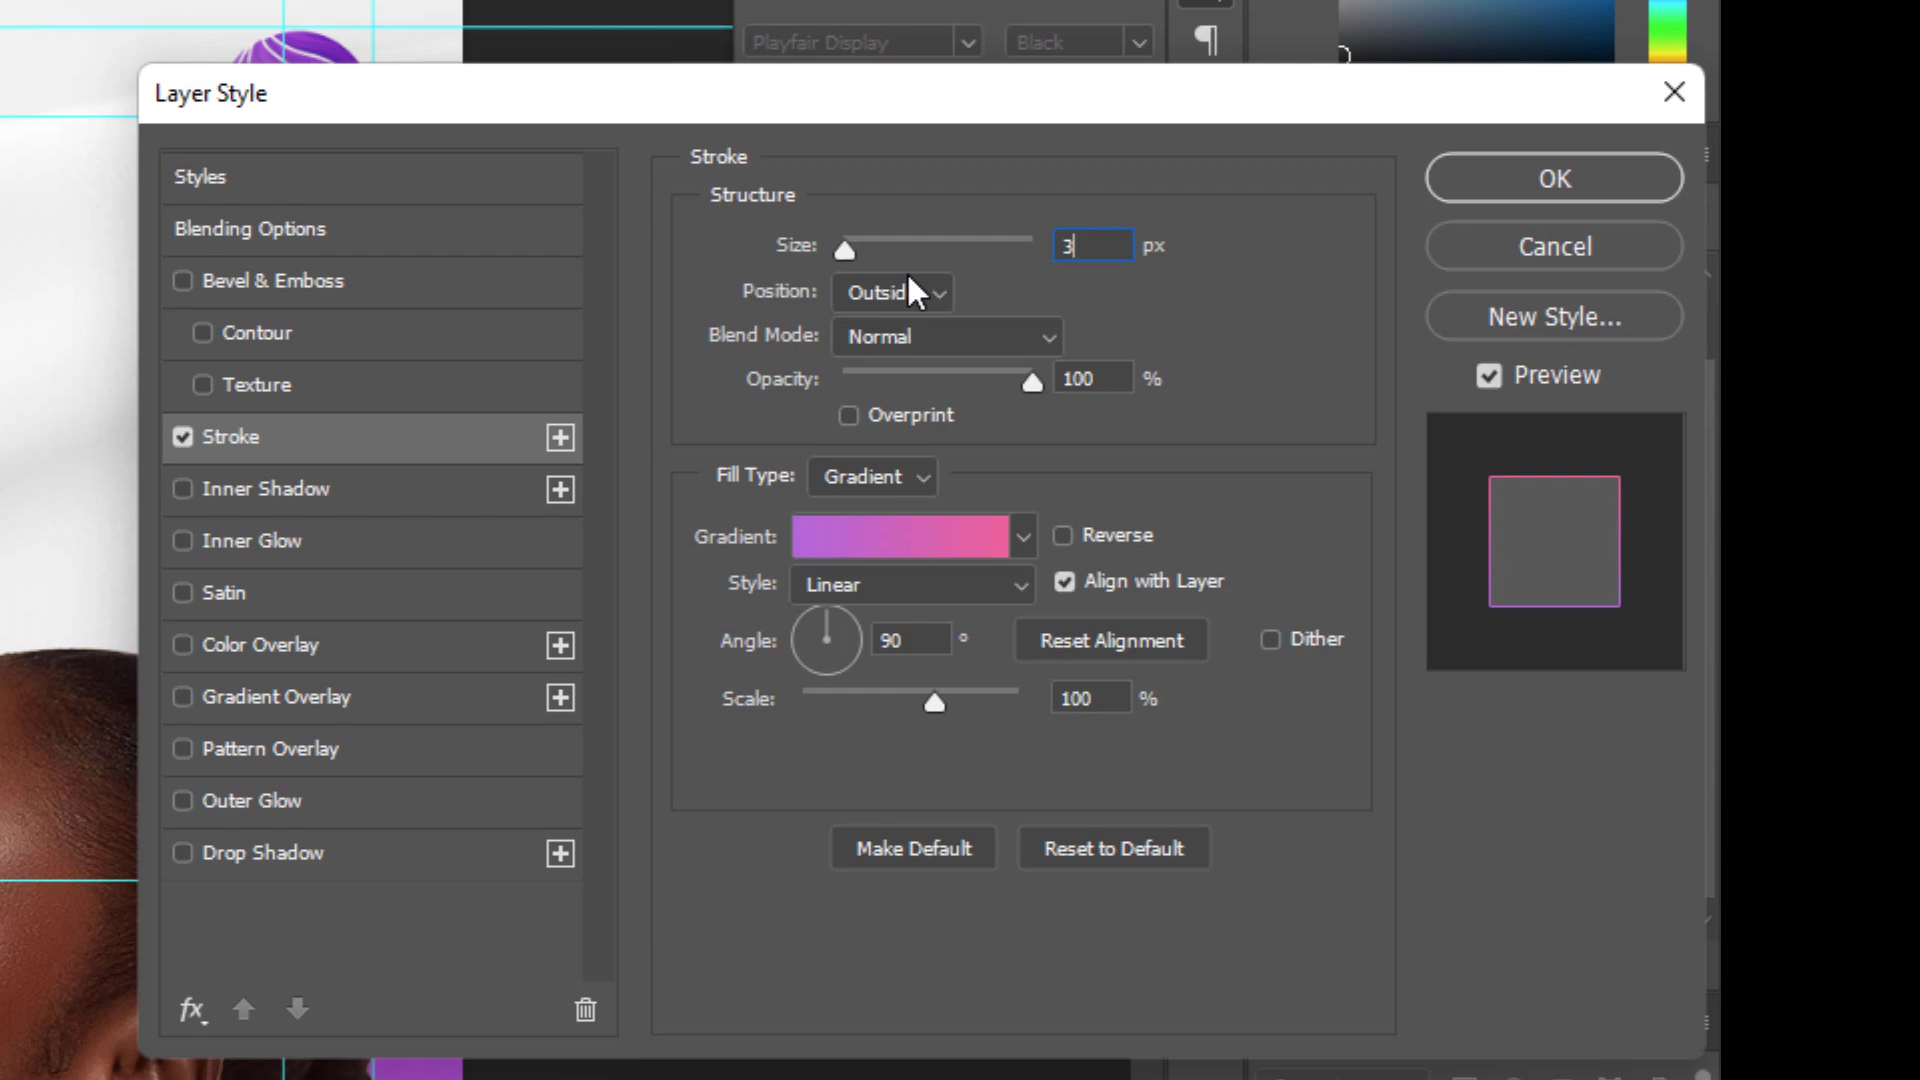 Playfair Display
Black
Layer Style
Styles
Blending Options
Bevel & Emboss
Contour
Texture
Stroke
Inner Shadow
Inner Glow
Satin
Color Overlay
Gradient Overlay
Pattern Overlay
Outer Glow
Drop Shadow
fx
Stroke
Structure
Size: 3 px
Position:
Blend Mode: Normal
Opacity: 100 %
Overprint
Fill Type: Gradient
Gradient: Reverse
Style: Linear Align with Layer
Angle: 90 ° Reset Alignment Dither
Scale: 100 %
Make Default Reset to Default
OK
Cancel
New Style...
Preview